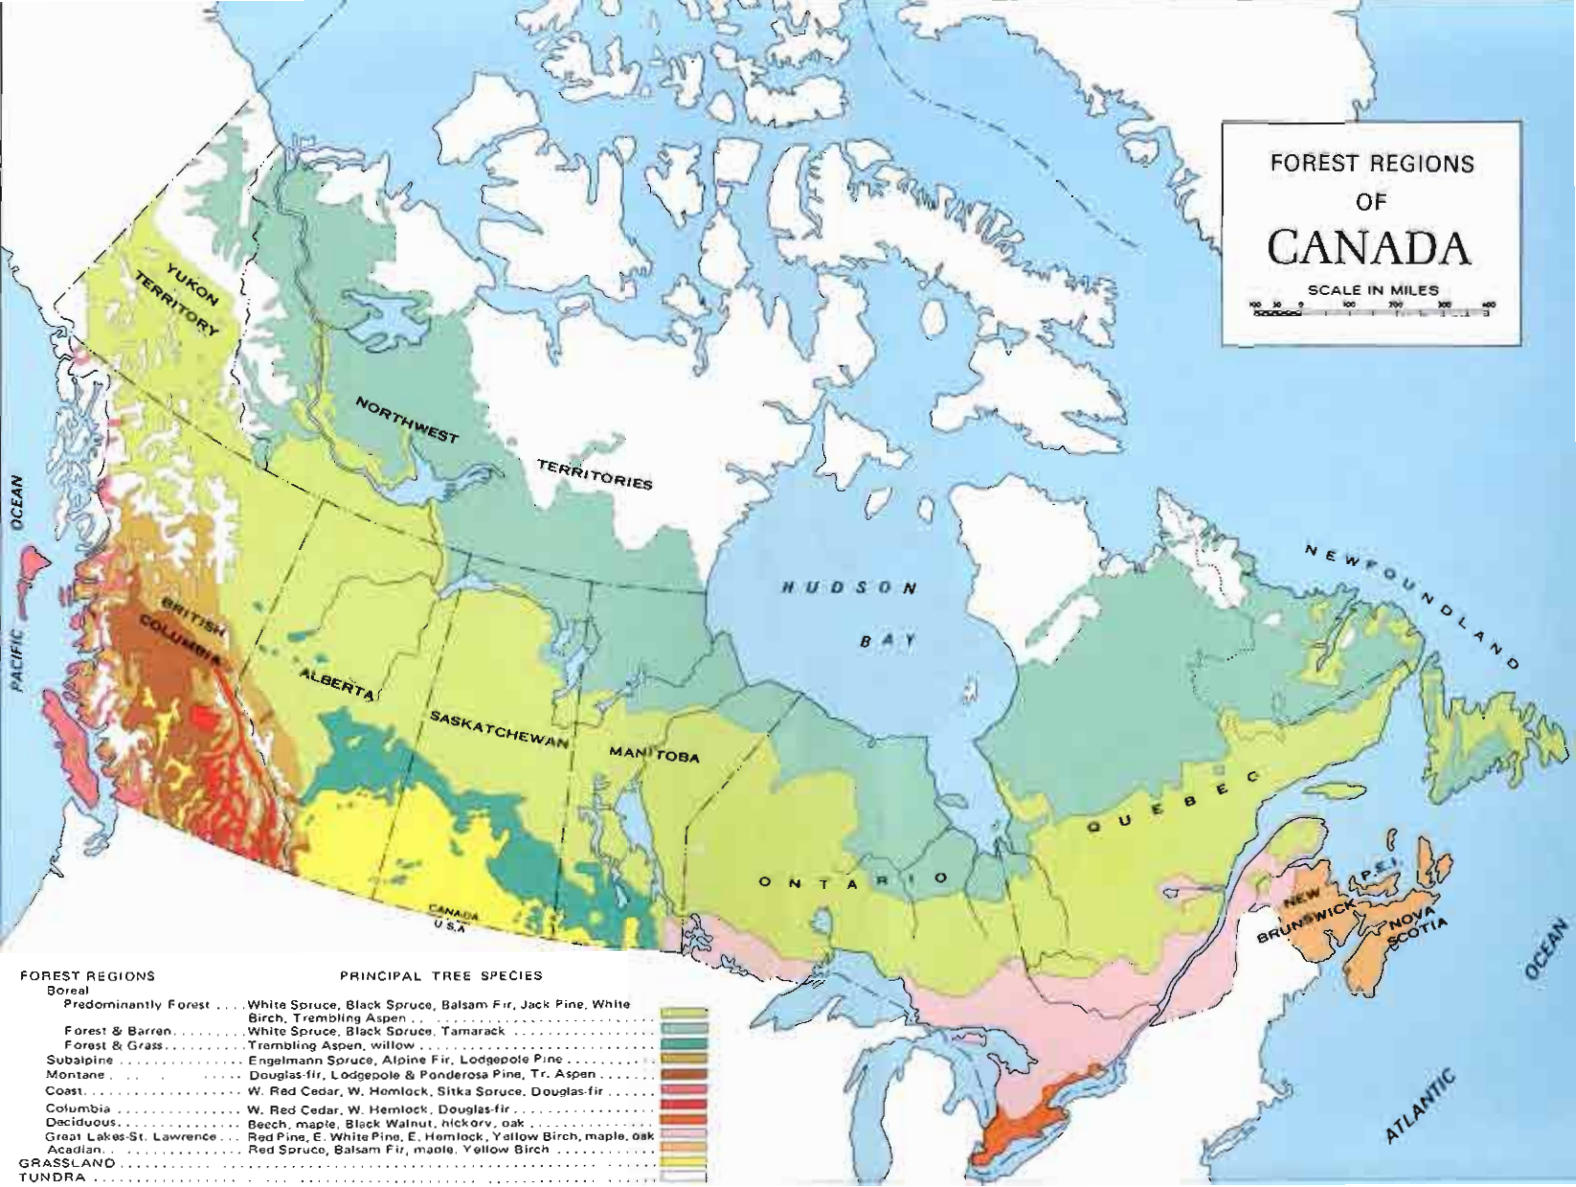 FOREST REGIONS
OF
CANADA
SCALE IN MILES
YUKON
TERRITORY
NORTHWEST
TERRITORIES
PACIFIC OCEAN
HUDSON
BAY
NEWFOUNDLAND
BRITISH
COLUMBIA
ALBERTA
SASKATCHEWAN
MANITOBA
ONTARIO
QUEBEC
CANADA
U.S.A
NEW
BRUNSWICK
P.E.I.
NOVA
SCOTIA
ATLANTIC OCEAN
FOREST REGIONS PRINCIPAL TREE SPECIES
Boreal
Predominantly Forest .... White Spruce, Black Spruce, Balsam Fir, Jack Pine, White
Birch, Trembling Aspen
Forest & Barren. White Spruce, Black Spruce, Tamarack
Forest & Grass. Trembling Aspen, willow
Subalpine Engelmann Spruce, Alpine Fir, Lodgepole Pine
Montane Douglas-fir, Lodgepole & Ponderosa Pine, Tr. Aspen
Coast. W. Red Cedar, W. Hemlock, Sitka Spruce, Douglas-fir
Columbia W. Red Cedar, W. Hemlock, Douglas-fir
Deciduous. Beech, maple, Black Walnut, hickory, oak
Great Lakes-St. Lawrence ... Red Pine, E. White Pine, E. Hemlock, Yellow Birch, maple, oak
Acadian. Red Spruce, Balsam Fir, maple, Yellow Birch
GRASSLAND
TUNDRA